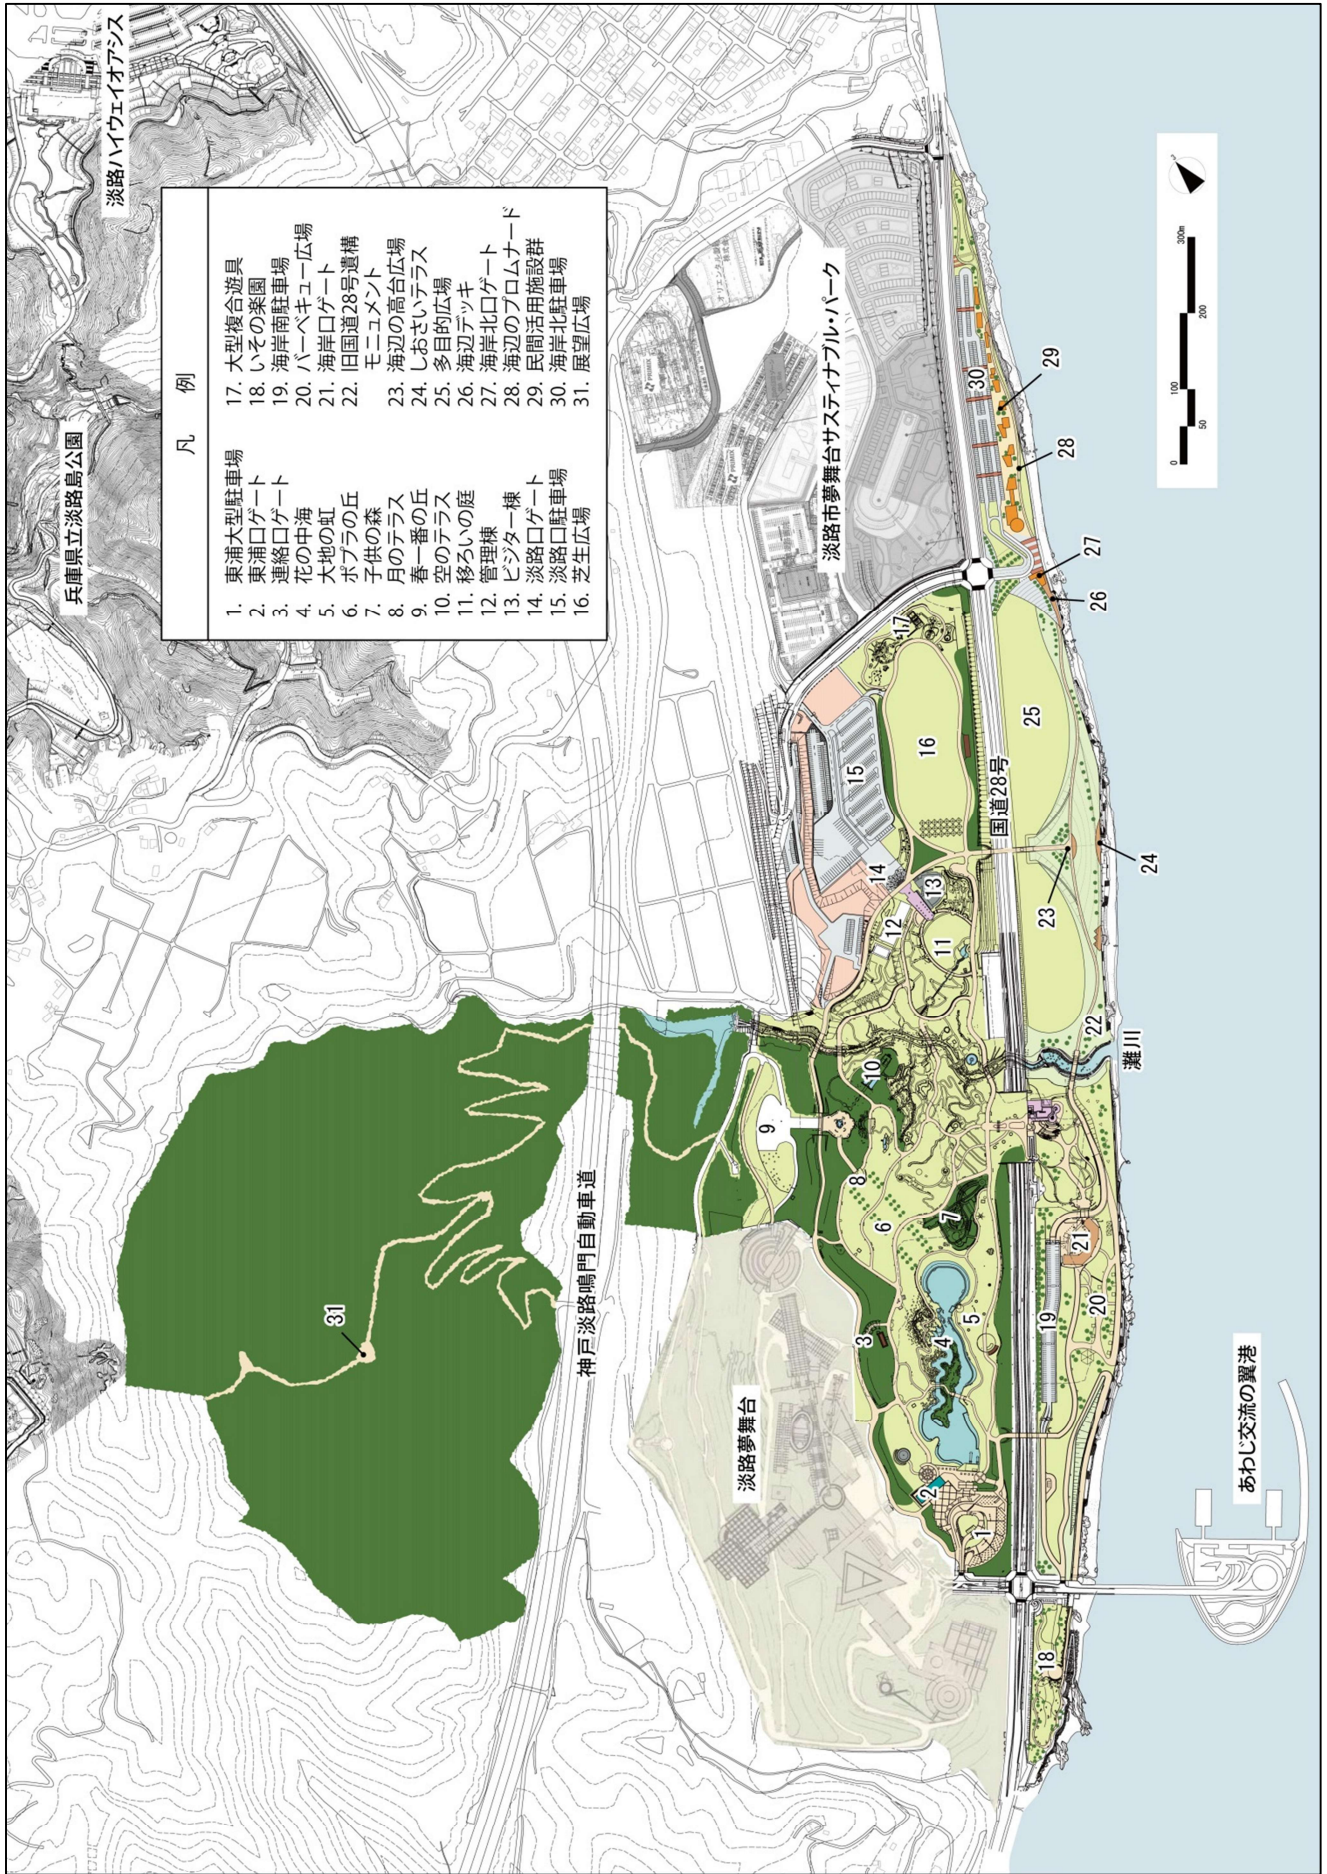 淡路ハイウェイオアシス
兵庫県立淡路島公園
凡 例
1. 東浦大型駐車場
2. 東浦口ゲート
3. 連絡口ゲート
4. 花の中海
5. 大地の虹
6. ポプラの丘
7. 子供の森
8. 月のテラス
9. 春一番の丘
10. 空のテラス
11. 移ろいの庭
12. 管理棟
13. ビジター棟
14. 淡路口ゲート
15. 淡路口駐車場
16. 芝生広場
17. 大型複合遊具
18. いその楽園
19. 海岸南駐車場
20. バーベキュー広場
21. 海岸口ゲート
22. 旧国道28号遺構
モニュメント
23. 海辺の高台広場
24. しおさいテラス
25. 多目的広場
26. 海辺デッキ
27. 海岸北口ゲート
28. 海辺のプロムナード
29. 民間活用施設群
30. 海岸北駐車場
31. 展望広場
31
神戸淡路鳴門自動車道
淡路夢舞台
淡路市夢舞台サスティナブル・パーク
PRIMIX
PRIMIX
9
8
10
3
6
7
2
4
5
1
12
14
15
13
11
16
17
国道28号
18
19
21
20
22
灘川
23
24
25
26
27
28
29
30
あわじ交流の翼港
0
50
100
200
300m